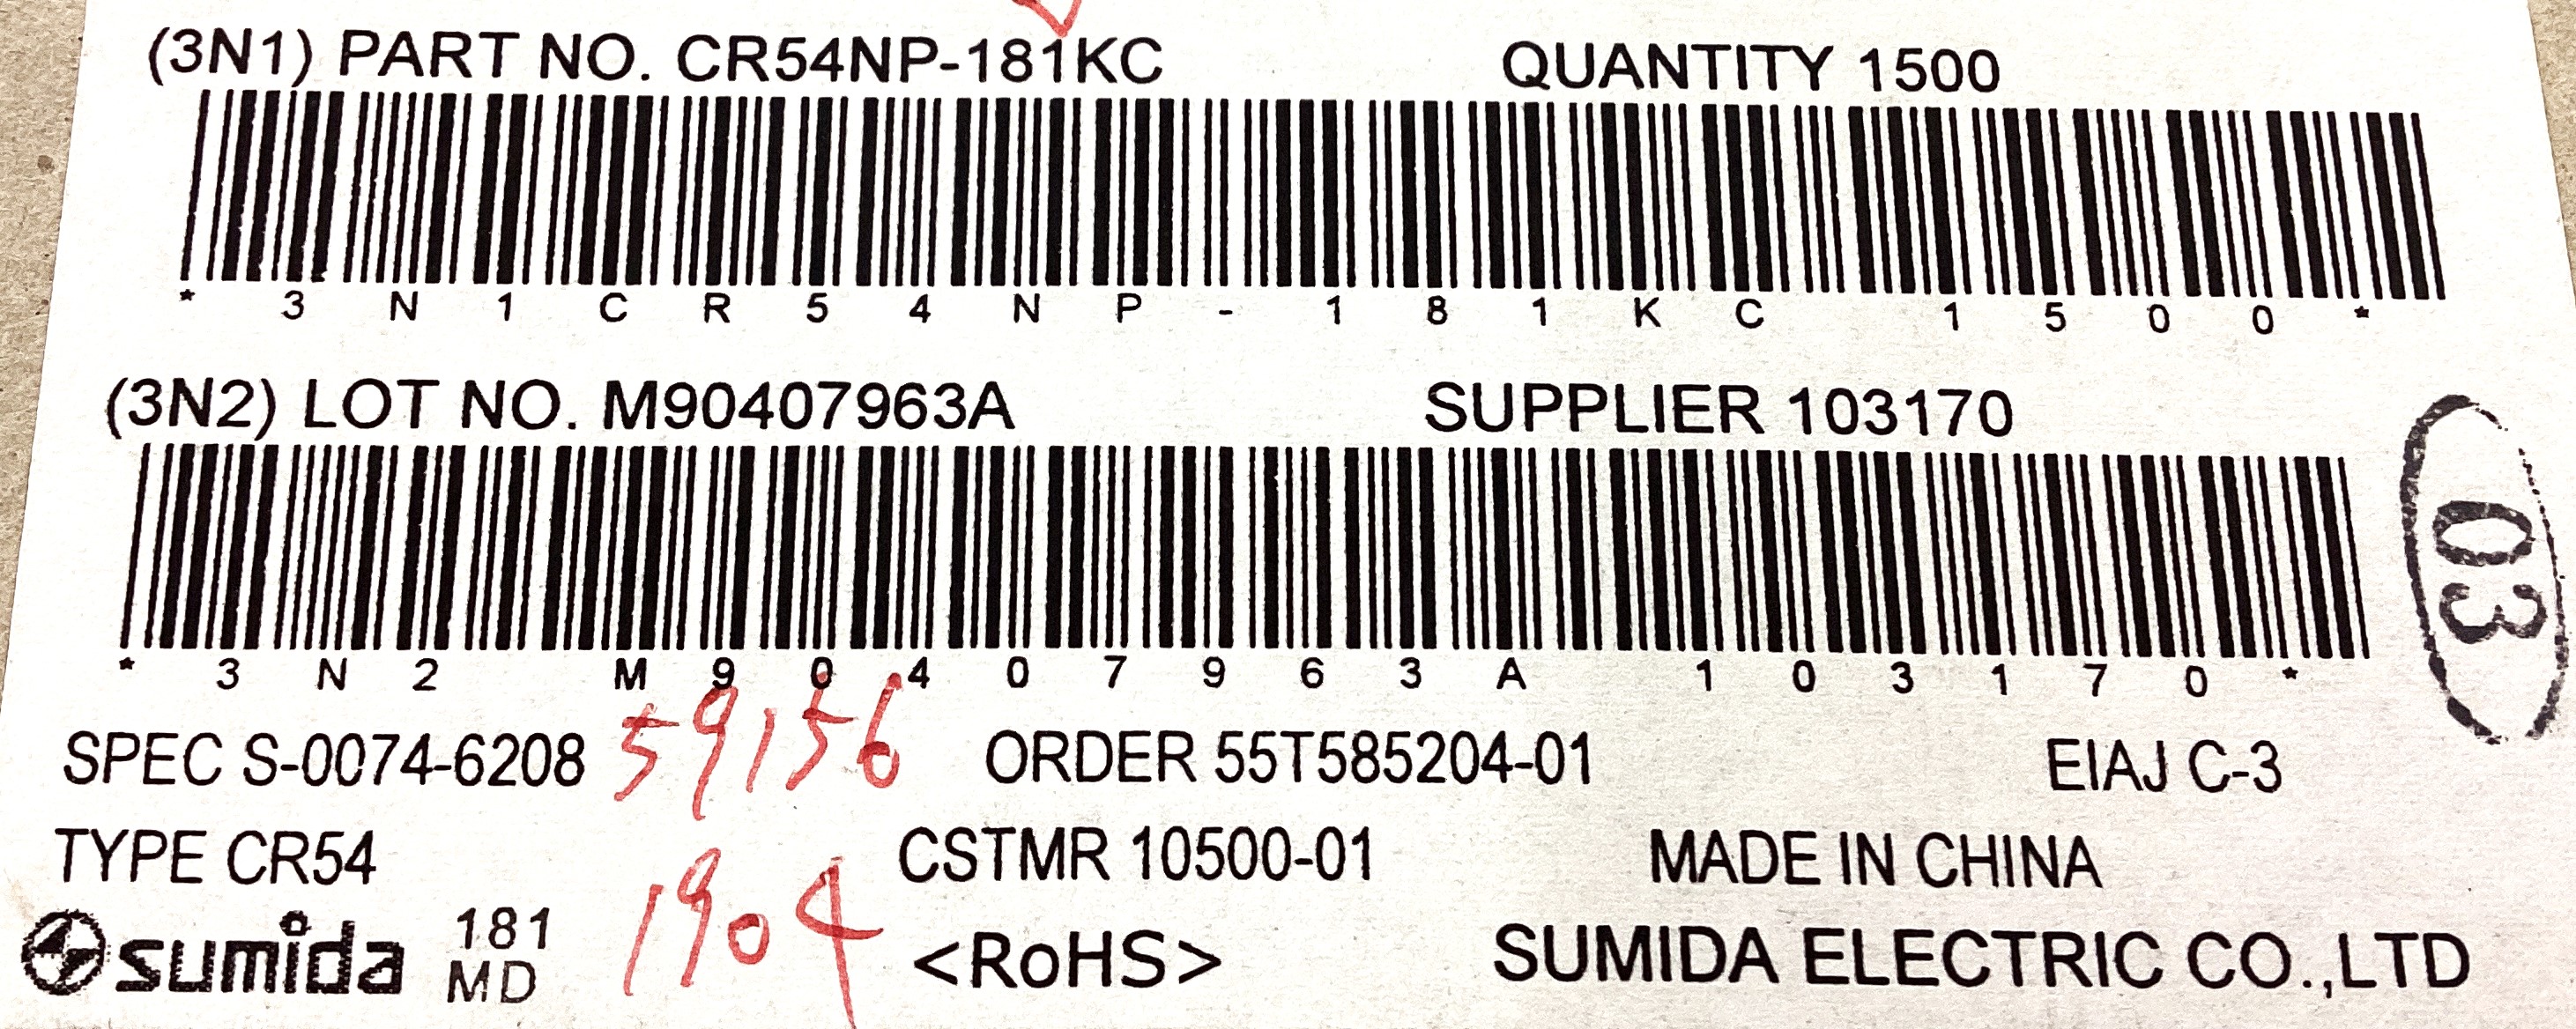 (3N1) PART NO. CR54NP-181KC QUANTITY 1500
* 3 N 1 C R 5 4 N P - 1 8 1 K C 1 5 0 0 *
(3N2) LOT NO. M90407963A SUPPLIER 103170
* 3 N 2 M 9 0 4 0 7 9 6 3 A 1 0 3 1 7 0 *
03
SPEC S-0074-6208 59156 ORDER 55T585204-01 EIAJ C-3
TYPE CR54 CSTMR 10500-01 MADE IN CHINA
sumida 181 MD 1904 <RoHS> SUMIDA ELECTRIC CO.,LTD